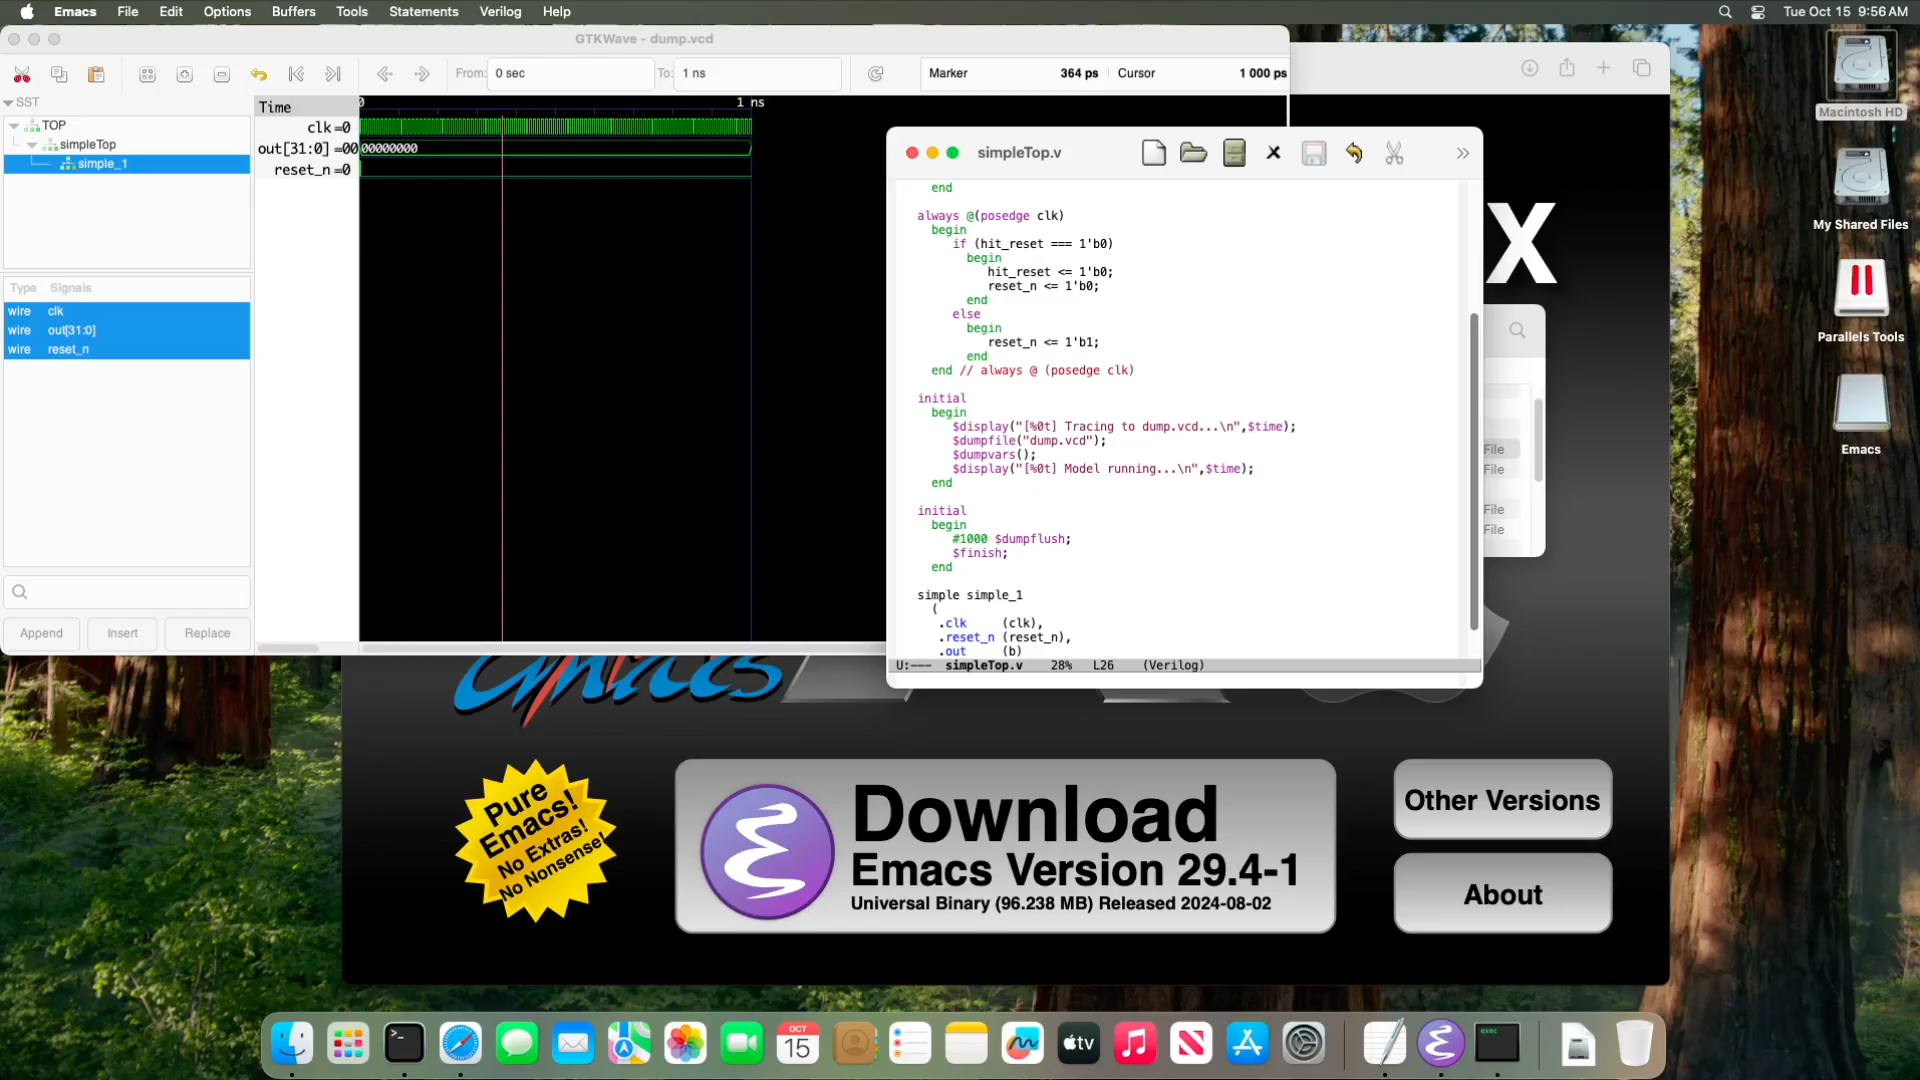 Emacs File Edit Options Buffers Tools Statements Verilog Help
Tue Oct 15 9:56 AM
GTKWave - dump.vcd
From: 0 sec To: 1 ns Marker 364 ps | Cursor 1 000 ps
SST
TOP
simpleTop
simple_1
Type Signals
wire clk
wire out[31:0]
wire reset_n
Append Insert Replace
Time
clk=0
out[31:0] =00
reset_n=0
0 1 ns
00000000
simpleTop.v
end
always @(posedge clk)
begin
if (hit_reset === 1'b0)
begin
hit_reset <= 1'b0;
reset_n <= 1'b0;
end
else
begin
reset_n <= 1'b1;
end
end // always @ (posedge clk)
initial
begin
$display("[%0t] Tracing to dump.vcd...\n",$time);
$dumpfile("dump.vcd");
$dumpvars();
$display("[%0t] Model running...\n",$time);
end
initial
begin
#1000 $dumpflush;
$finish;
end
simple simple_1
(
.clk (clk),
.reset_n (reset_n),
.out (b)
U:--- simpleTop.v 28% L26 (Verilog)
X
File
File
File
File
Macintosh HD
My Shared Files
Parallels Tools
Emacs
Pure
Emacs!
No Extras!
No Nonsense!
Download
Emacs Version 29.4-1
Universal Binary (96.238 MB) Released 2024-08-02
Other Versions
About
OCT
15
tv
exec